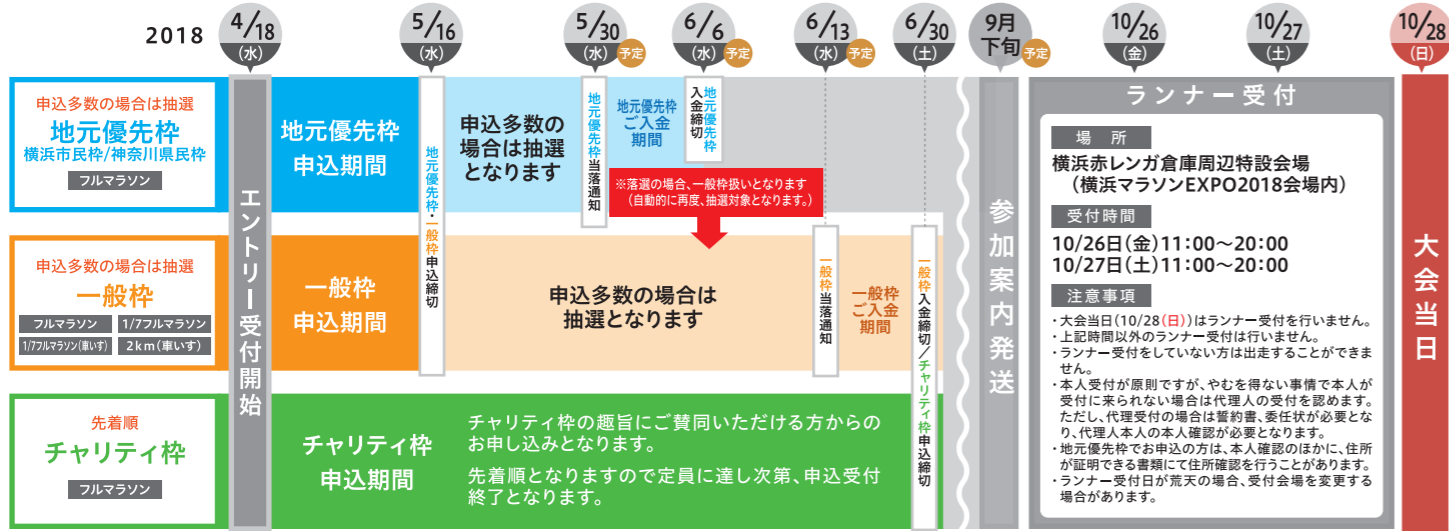 2018
4/18
(水)
5/16
(水)
5/30
(水)
予定
6/6
(水)
予定
6/13
(水)
予定
6/30
(土)
9月
下旬
予定
10/26
(金)
10/27
(土)
10/28
(日)
申込多数の場合は抽選
地元優先枠
横浜市民枠/神奈川県民枠
フルマラソン
エントリー受付開始
地元優先枠
申込期間
地元優先枠・一般枠申込締切
申込多数の
場合は抽選
となります
地元優先枠当落通知
地元優先枠
ご入金
期間
地元優先枠
入金締切
※落選の場合、一般枠扱いとなります
(自動的に再度、抽選対象となります。)
申込多数の場合は抽選
一般枠
フルマラソン
1/7フルマラソン
1/7フルマラソン(車いす)
2km(車いす)
一般枠
申込期間
申込多数の場合は
抽選となります
一般枠当落通知
一般枠
ご入金
期間
一般枠入金締切/チャリティ枠申込締切
先着順
チャリティ枠
フルマラソン
チャリティ枠
申込期間
チャリティ枠の趣旨にご賛同いただける方からの
お申し込みとなります。
先着順となりますので定員に達し次第、申込受付
終了となります。
参加案内発送
ランナー受付
場 所
横浜赤レンガ倉庫周辺特設会場
(横浜マラソンEXPO2018会場内)
受付時間
10/26日(金)11:00〜20:00
10/27日(土)11:00〜20:00
注意事項
・大会当日(10/28(日))はランナー受付を行いません。
・上記時間以外のランナー受付は行いません。
・ランナー受付をしていない方は出走することができま
せん。
・本人受付が原則ですが、やむを得ない事情で本人が
受付に来られない場合は代理人の受付を認めます。
ただし、代理受付の場合は誓約書、委任状が必要とな
り、代理人本人の本人確認が必要となります。
・地元優先枠でお申込の方は、本人確認のほかに、住所
が証明できる書類にて住所確認を行うことがあります。
・ランナー受付日が荒天の場合、受付会場を変更する
場合があります。
大会当日